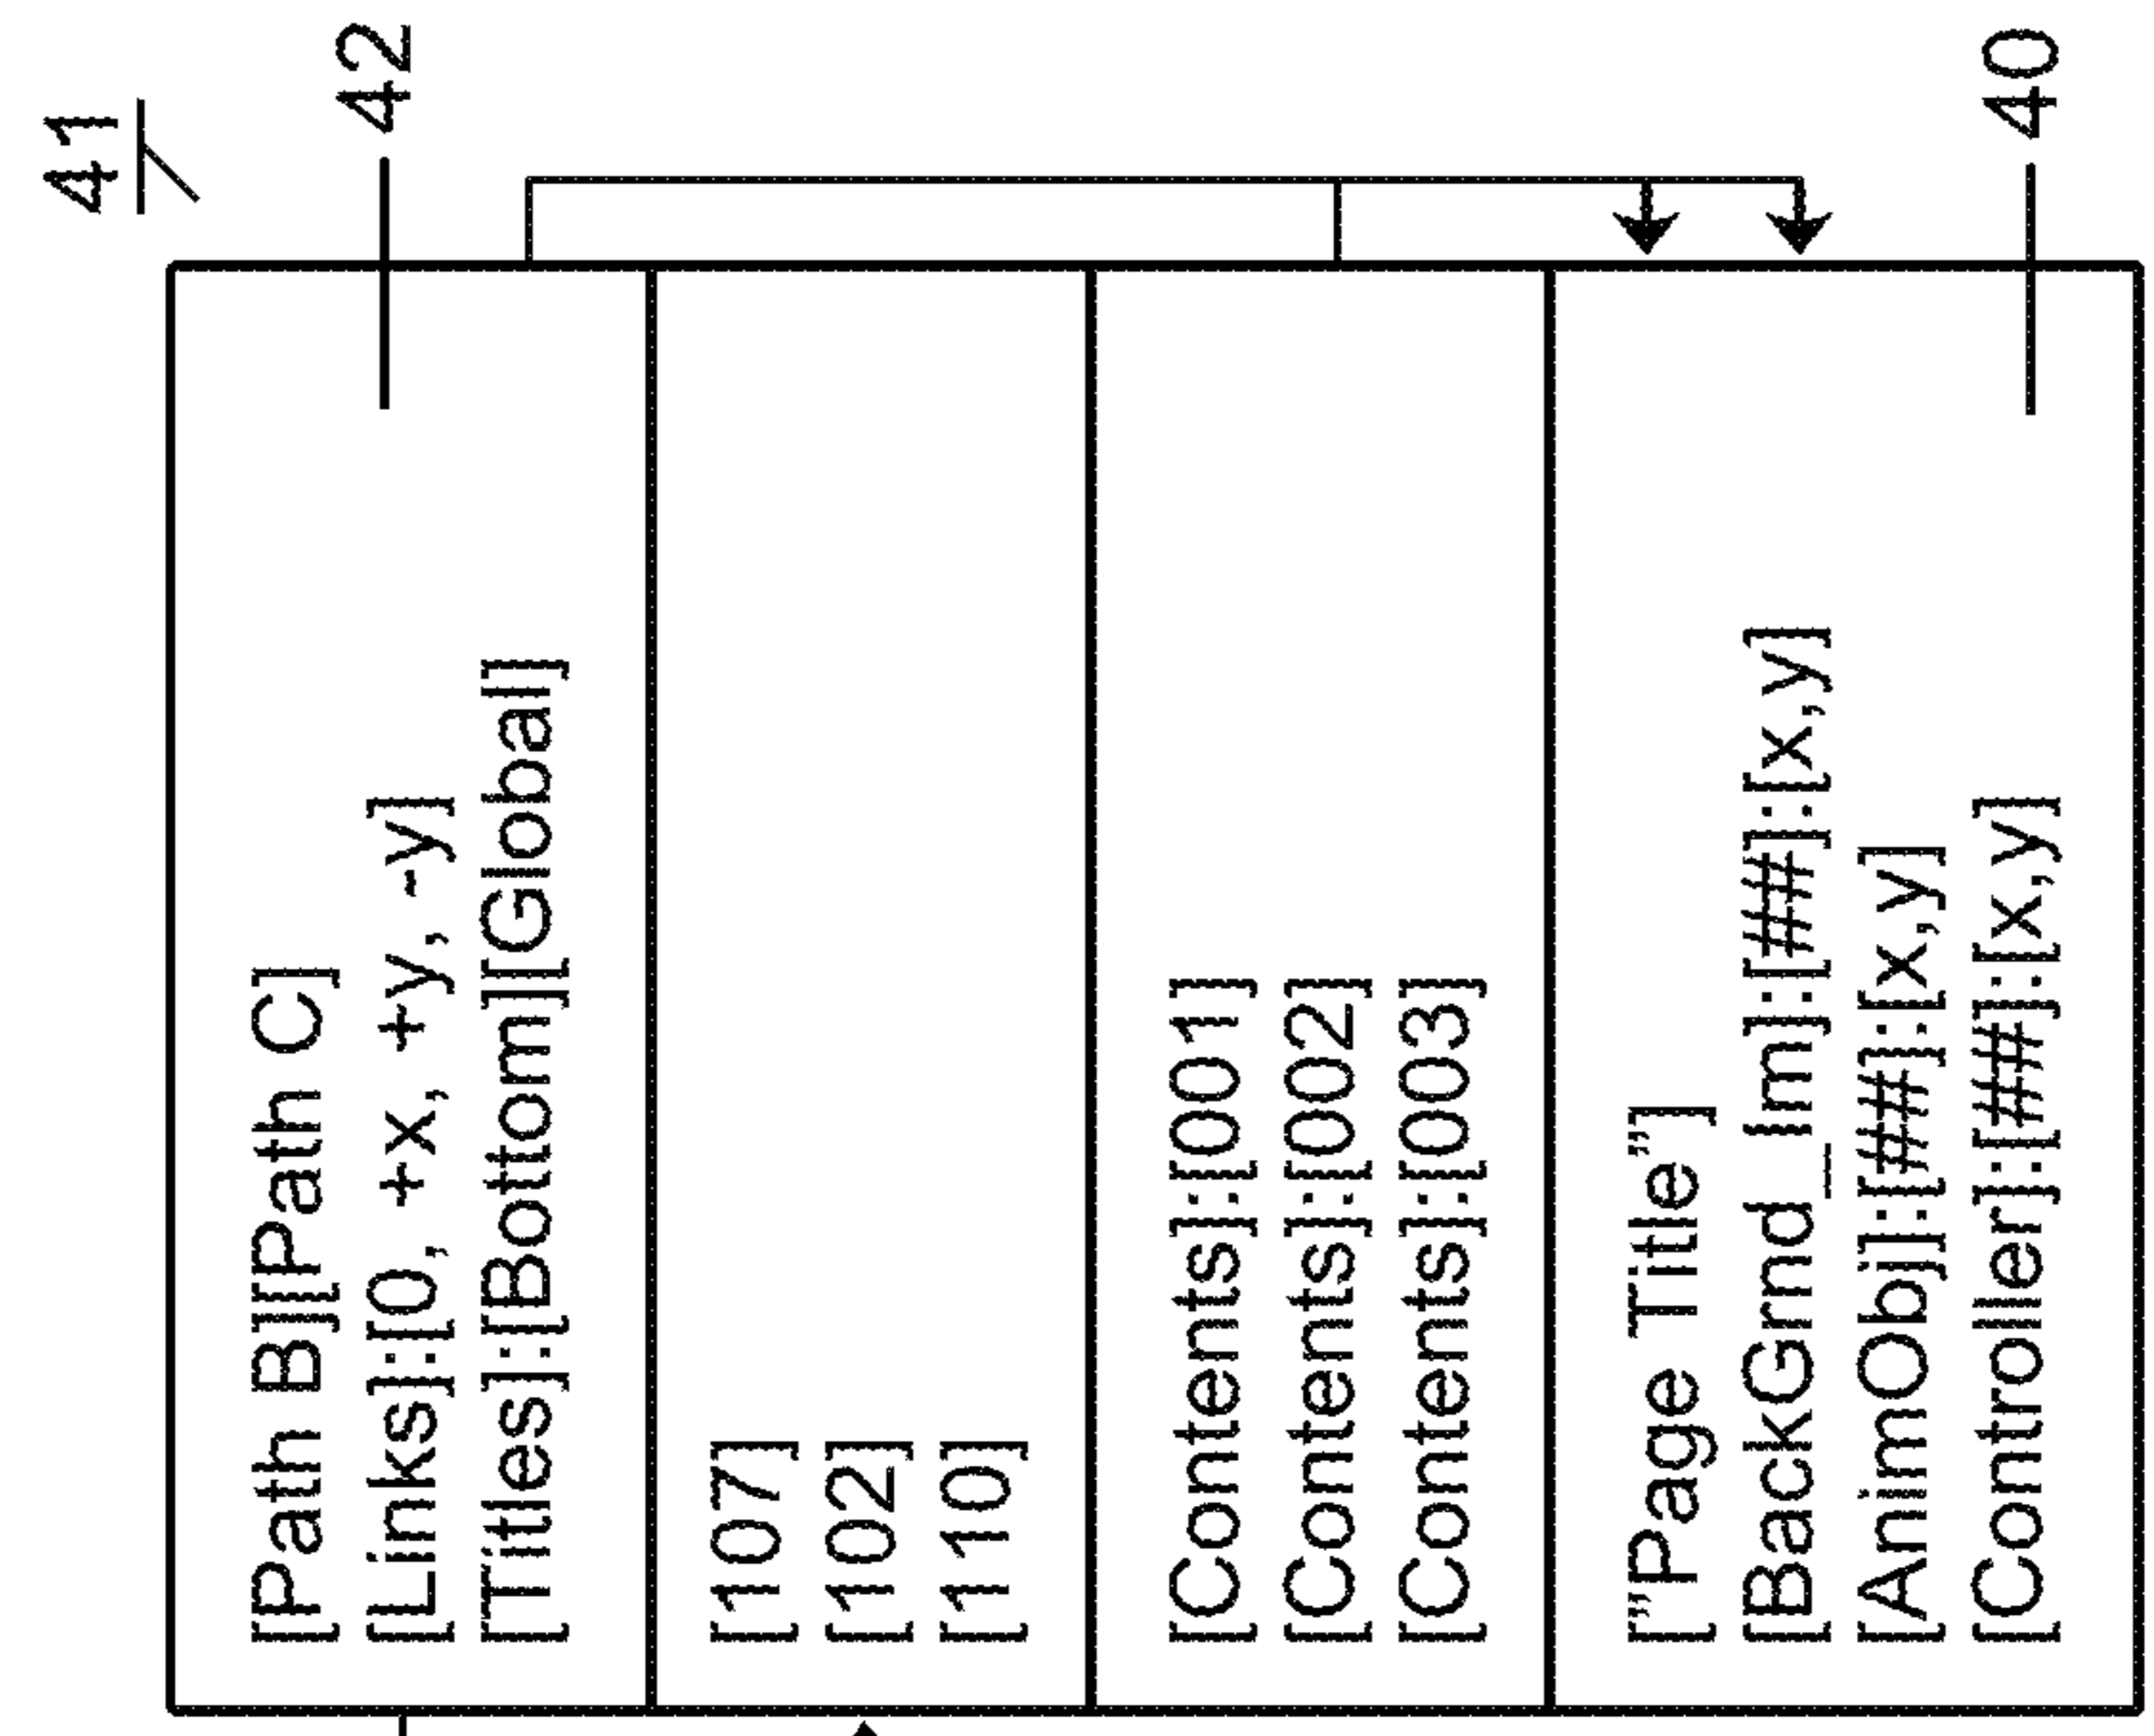 41
[Path B][Path C]
[Links]:[0, +x, +y, -y]
42
[Titles]:[Bottom][Global]
[107]
[102]
[110]
[Contents]:[001]
[Contents]:[002]
[Contents]:[003]
["Page Title"]
[BackGrnd_Im]:[##]:[x,y]
[AnimObj]:[##]:[x,y]
[Controller]:[##]:[x,y]
40